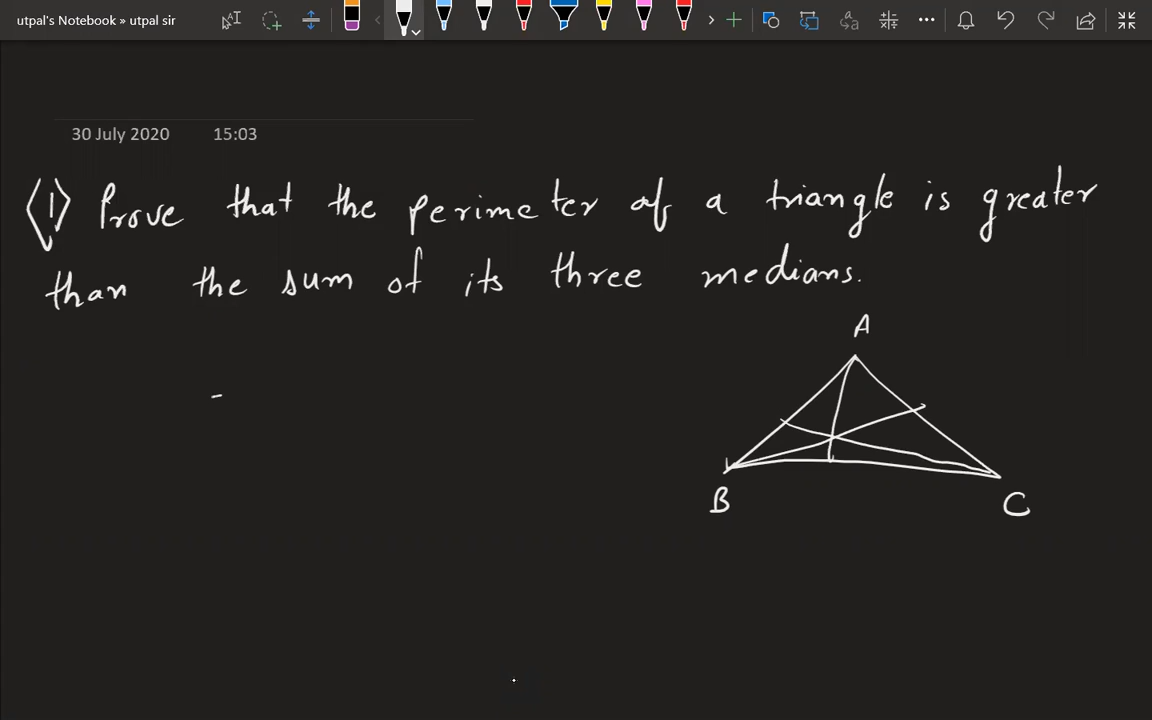 utpal's Notebook » utpal sir
30 July 2020 15:03
<1> Prove that the perimeter of a triangle is greater
than the sum of its three medians.
A
B
C